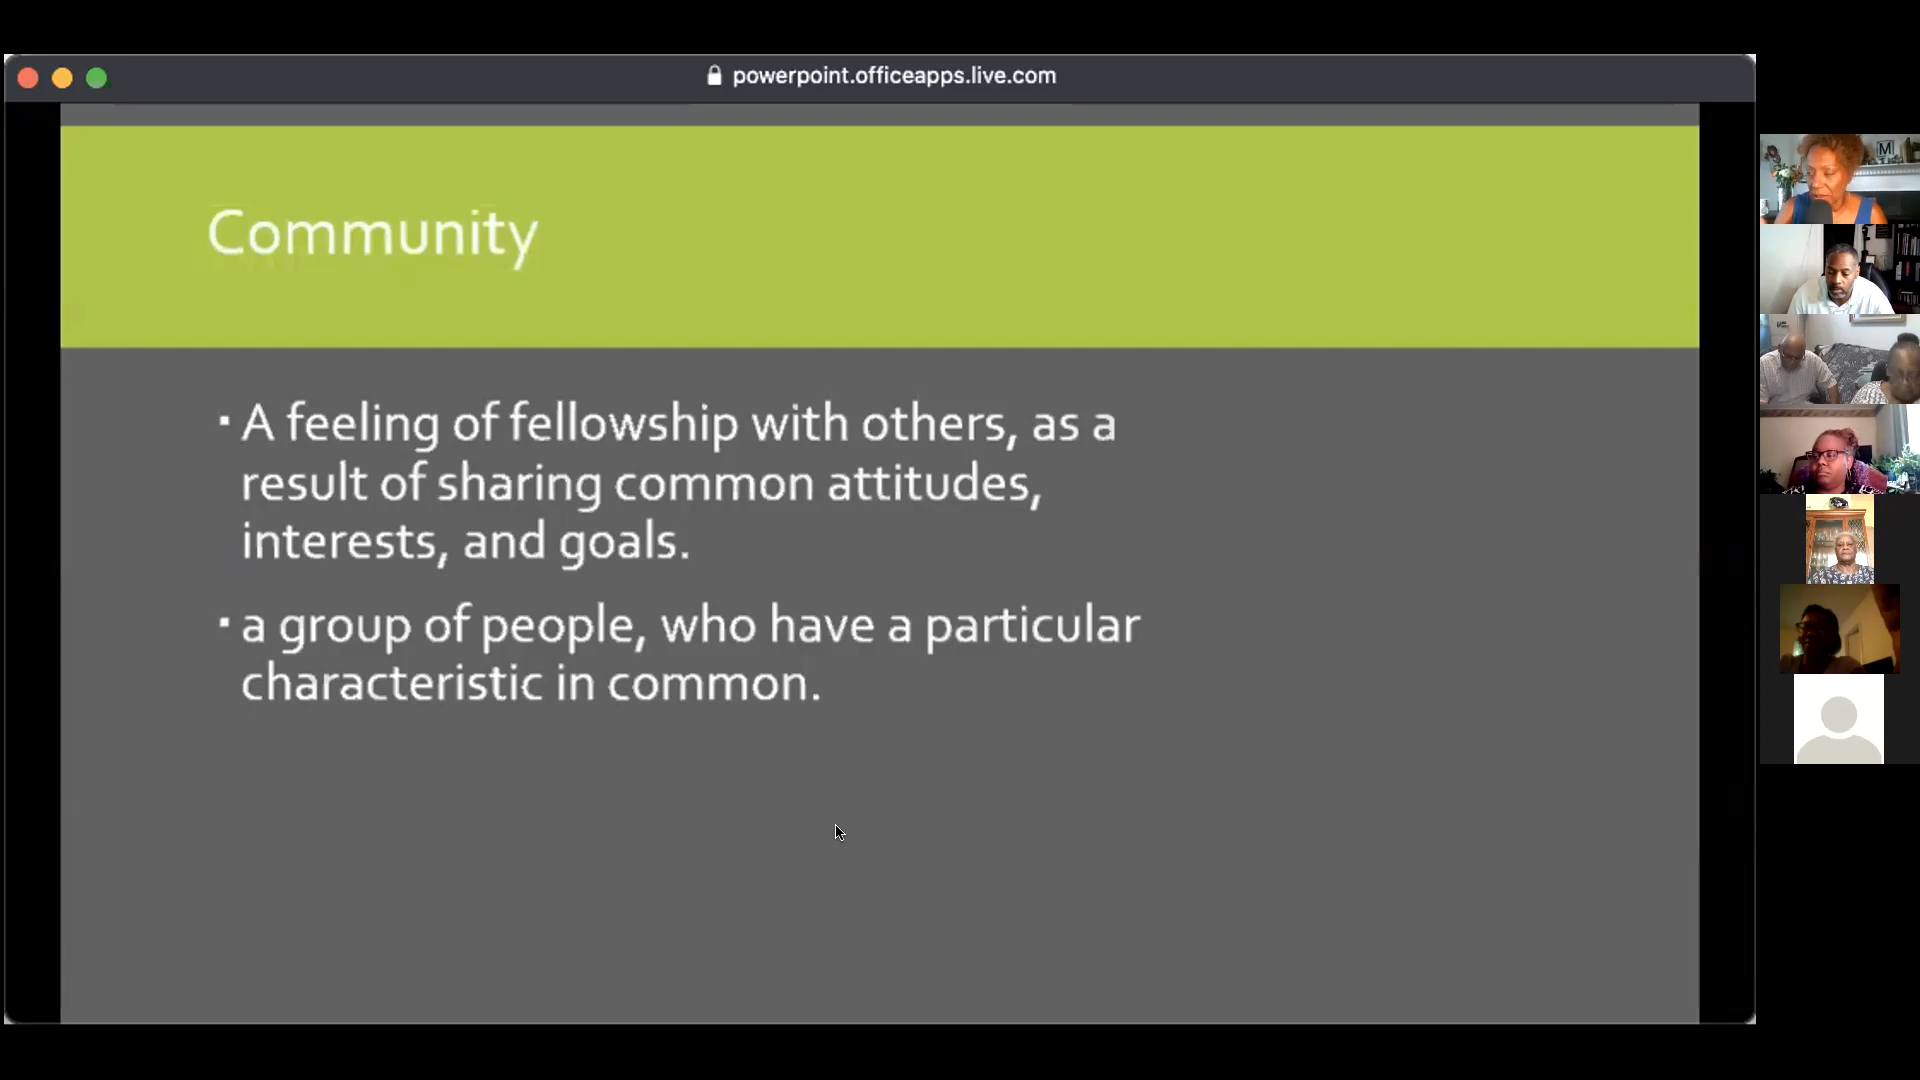 powerpoint.officeapps.live.com
Community
▪ A feeling of fellowship with others, as a
result of sharing common attitudes,
interests, and goals.
▪ a group of people, who have a particular
characteristic in common.
M